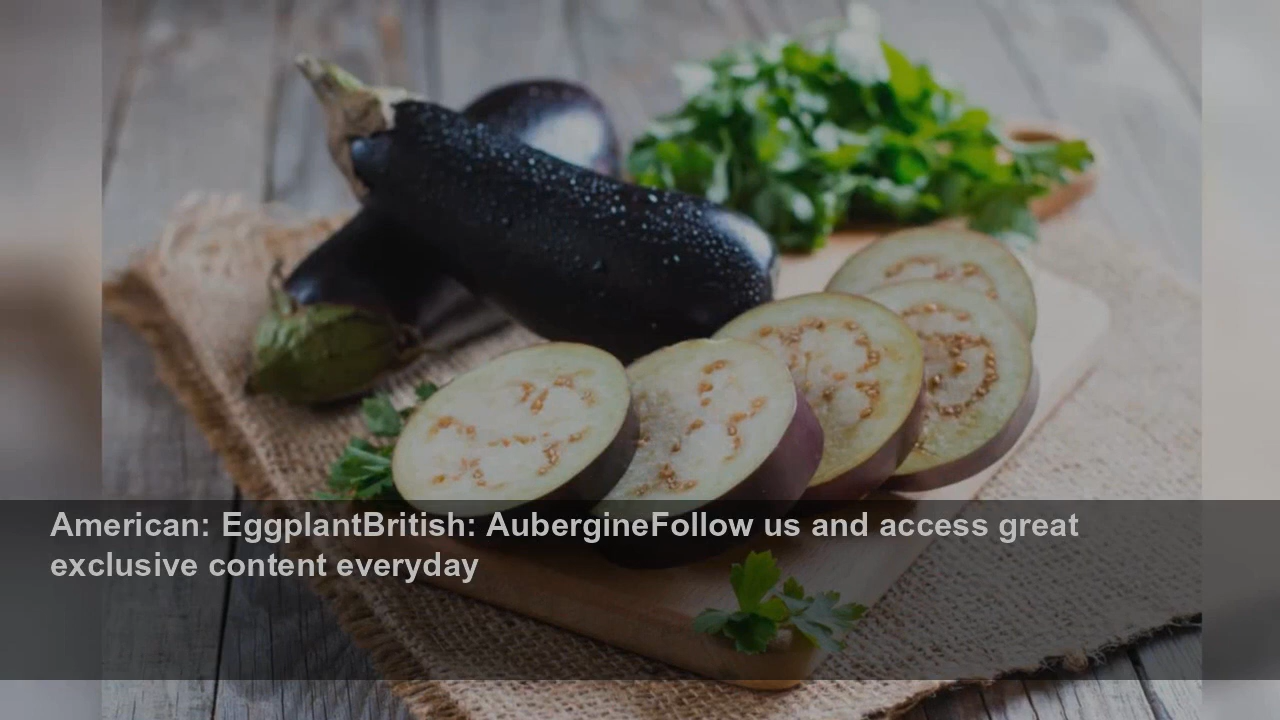 American: EggplantBritish: AubergineFollow us and access great
exclusive content everyday